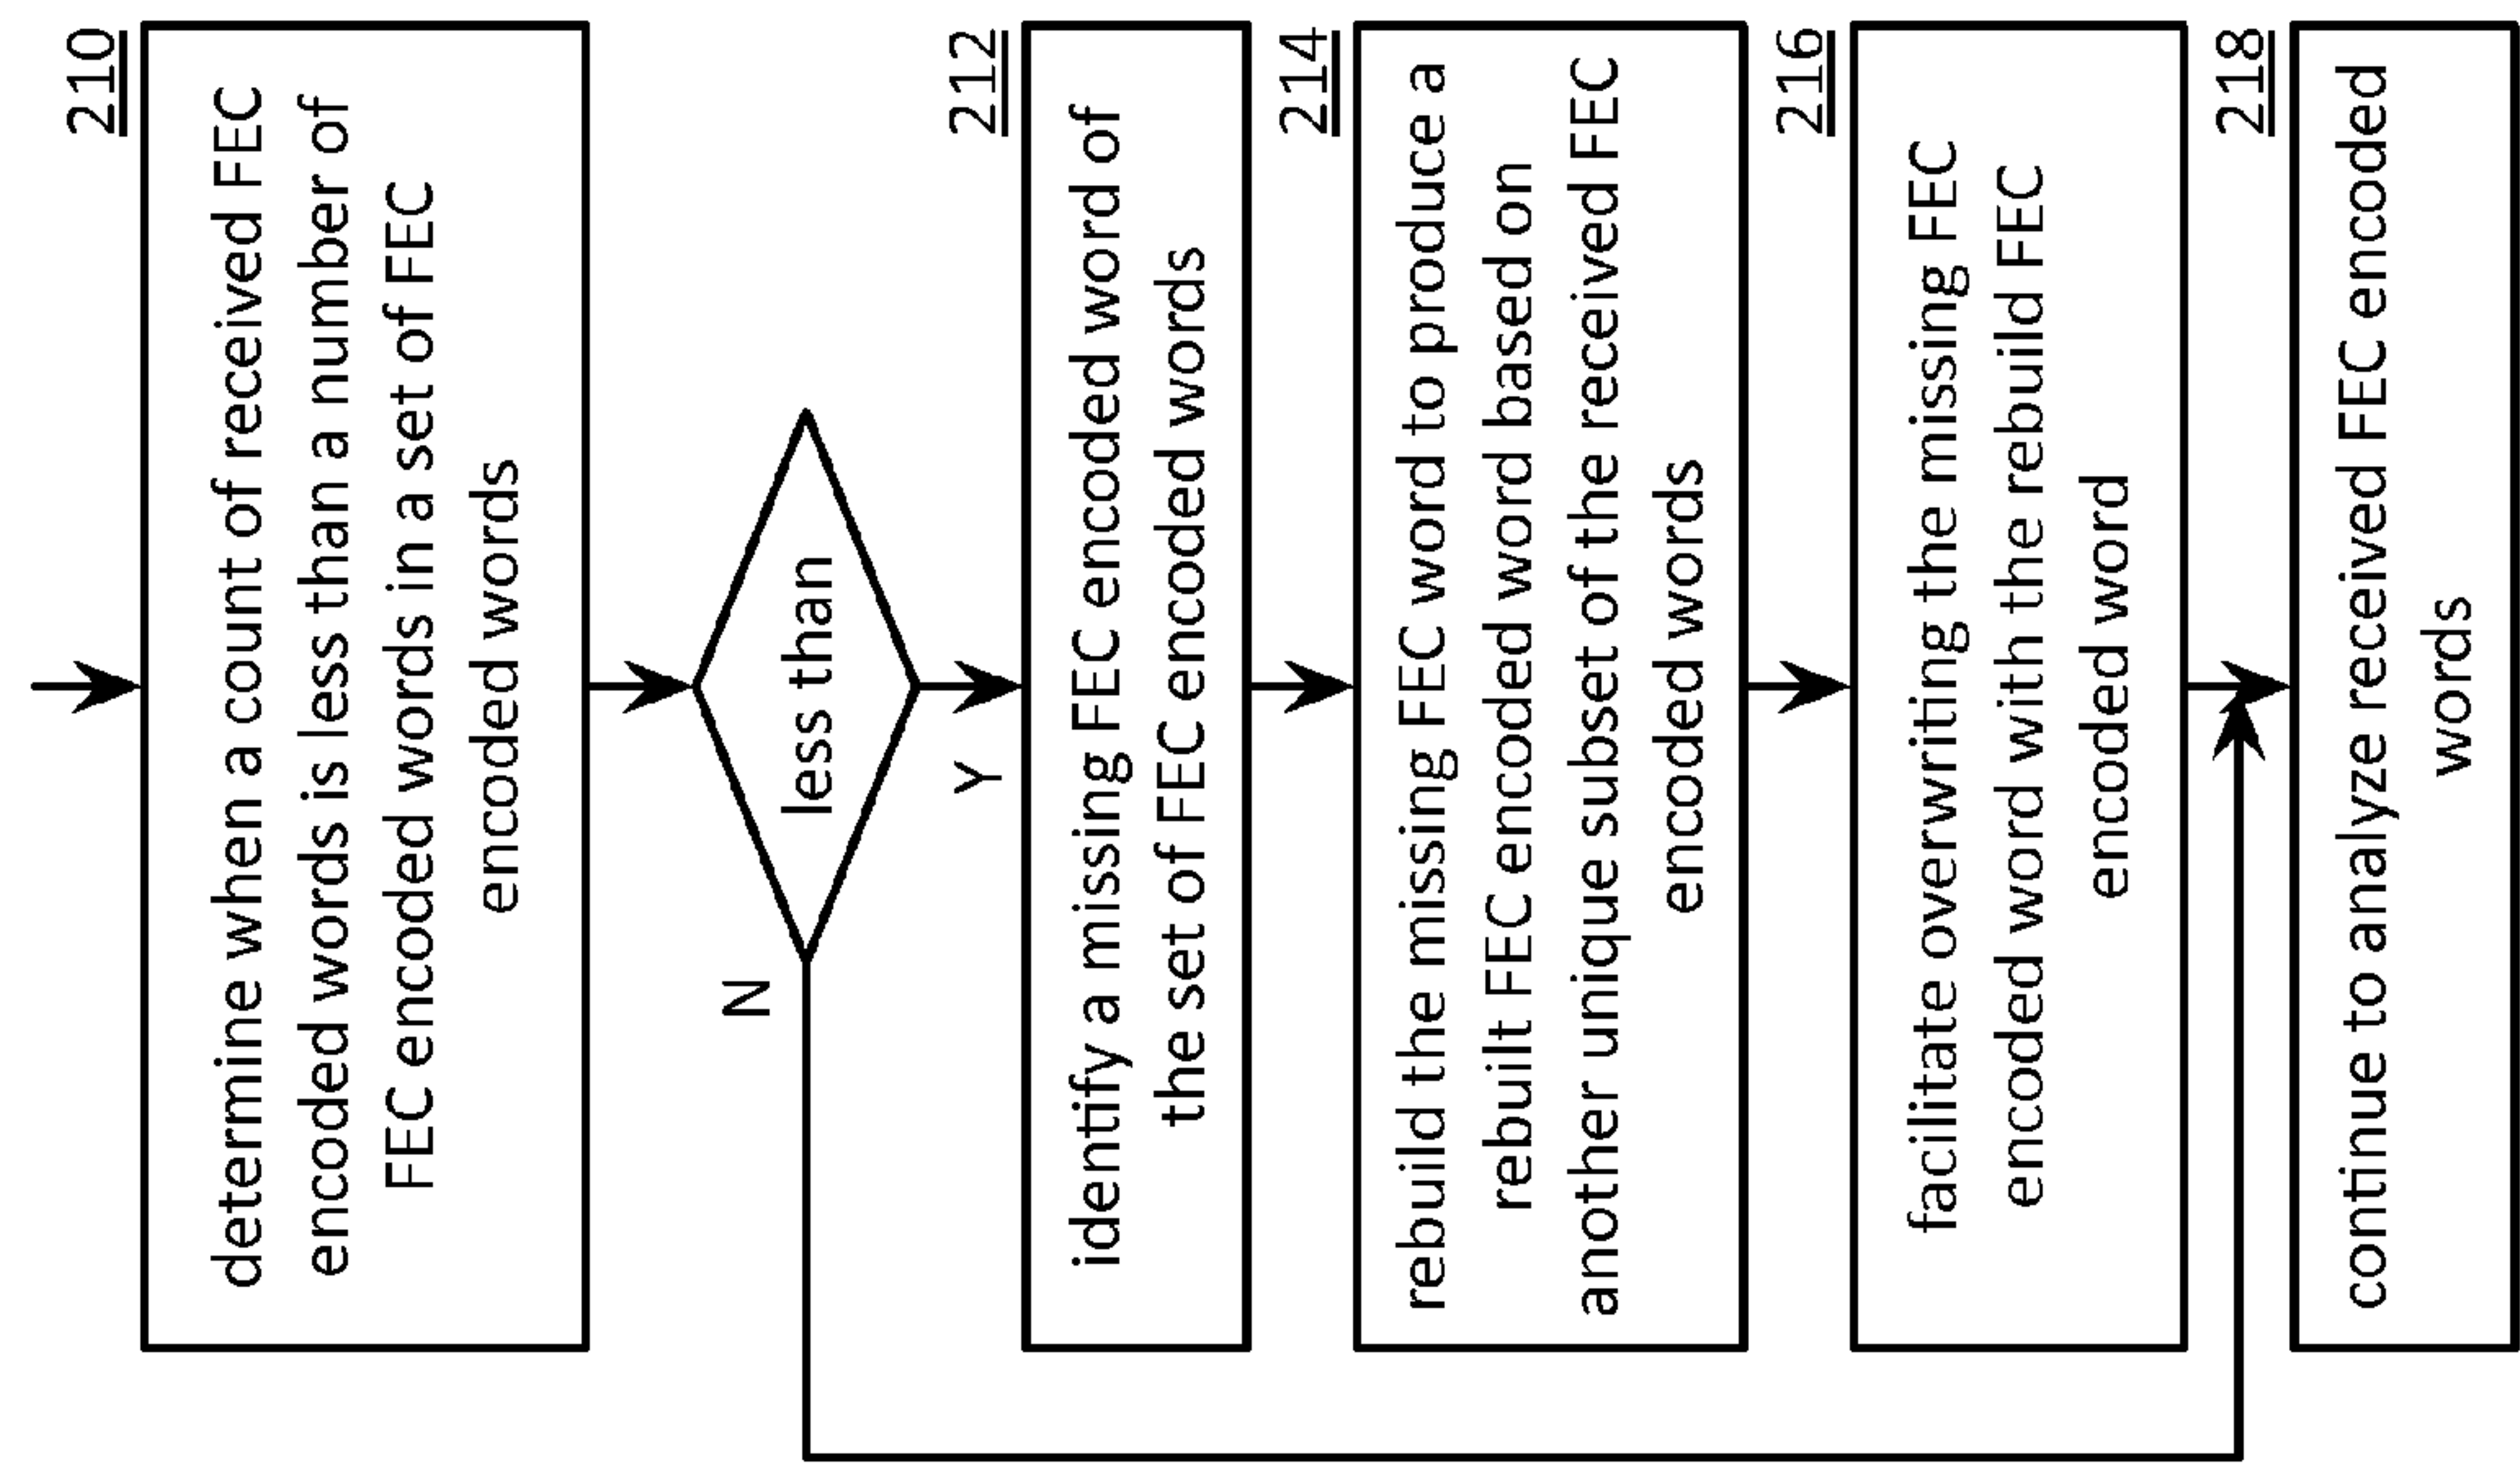 210
determine when a count of received FEC
encoded words is less than a number of
FEC encoded words in a set of FEC
encoded words
less than
N
Y
212
identify a missing FEC encoded word of
the set of FEC encoded words
214
rebuild the missing FEC word to produce a
rebuilt FEC encoded word based on
another unique subset of the received FEC
encoded words
216
facilitate overwriting the missing FEC
encoded word with the rebuild FEC
encoded word
218
continue to analyze received FEC encoded
words